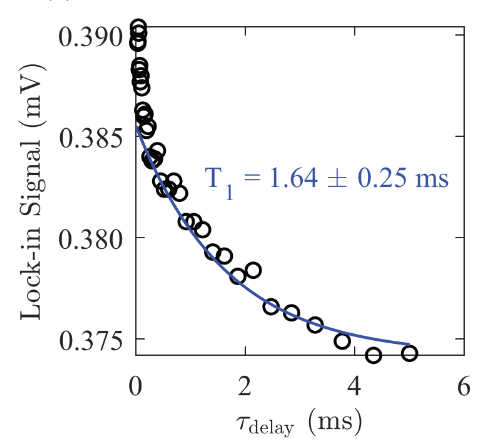 0.390
0.385
0.380
0.375
Lock-in Signal (mV)
T1 = 1.64 ± 0.25 ms
0 2 4 6
τdelay (ms)